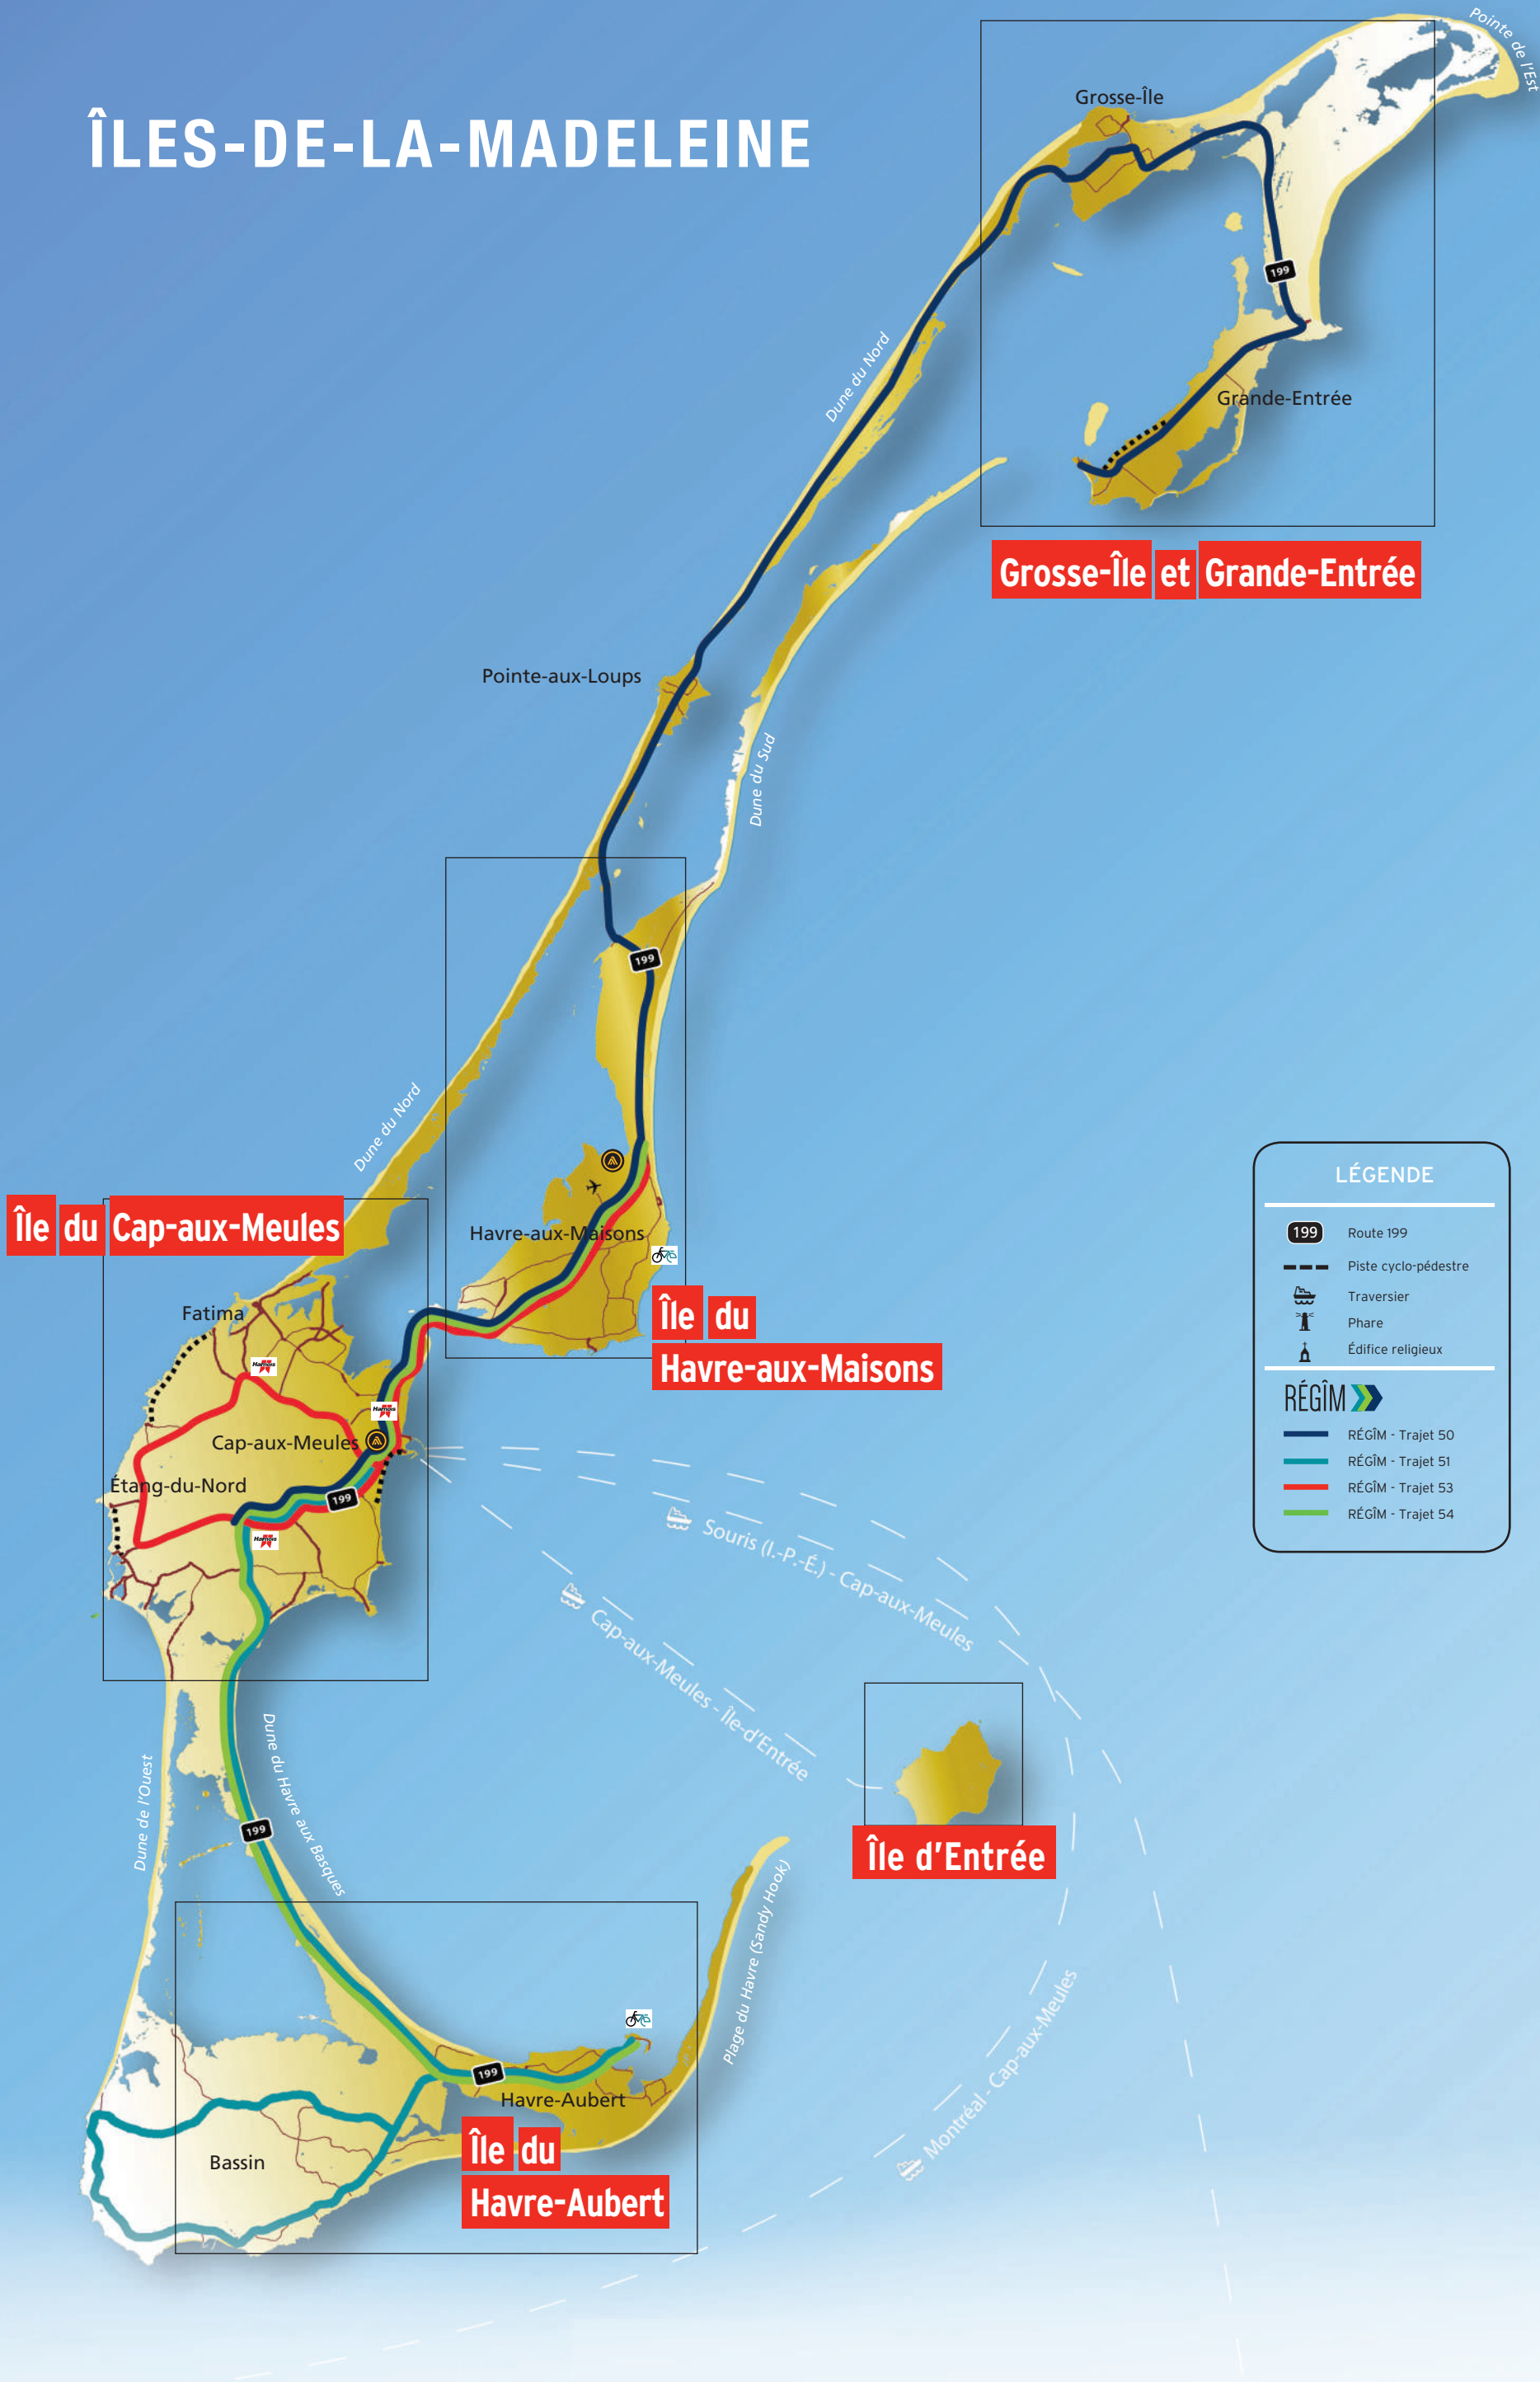 Pointe de l'Est
Grosse-Île
ÎLES-DE-LA-MADELEINE
199
Dune du Nord
Grande-Entrée
Grosse-Île et Grande-Entrée
Pointe-aux-Loups
Dune du Sud
199
Dune du Nord
Île du Cap-aux-Meules
Havre-aux-Maisons
Île du
Havre-aux-Maisons
Fatima
Harnois
Harnois
Cap-aux-Meules
Étang-du-Nord
199
Harnois
LÉGENDE
199 Route 199
Piste cyclo-pédestre
Traversier
Phare
Édifice religieux
RÉGÎM
RÉGÎM - Trajet 50
RÉGÎM - Trajet 51
RÉGÎM - Trajet 53
RÉGÎM - Trajet 54
Souris (I.-P.-É.) - Cap-aux-Meules
Cap-aux-Meules - Île-d'Entrée
Dune de l'Ouest
Dune du Havre aux Basques
199
Île d'Entrée
Plage du Havre (Sandy Hook)
Montréal - Cap-aux-Meules
199
Havre-Aubert
Île du
Havre-Aubert
Bassin